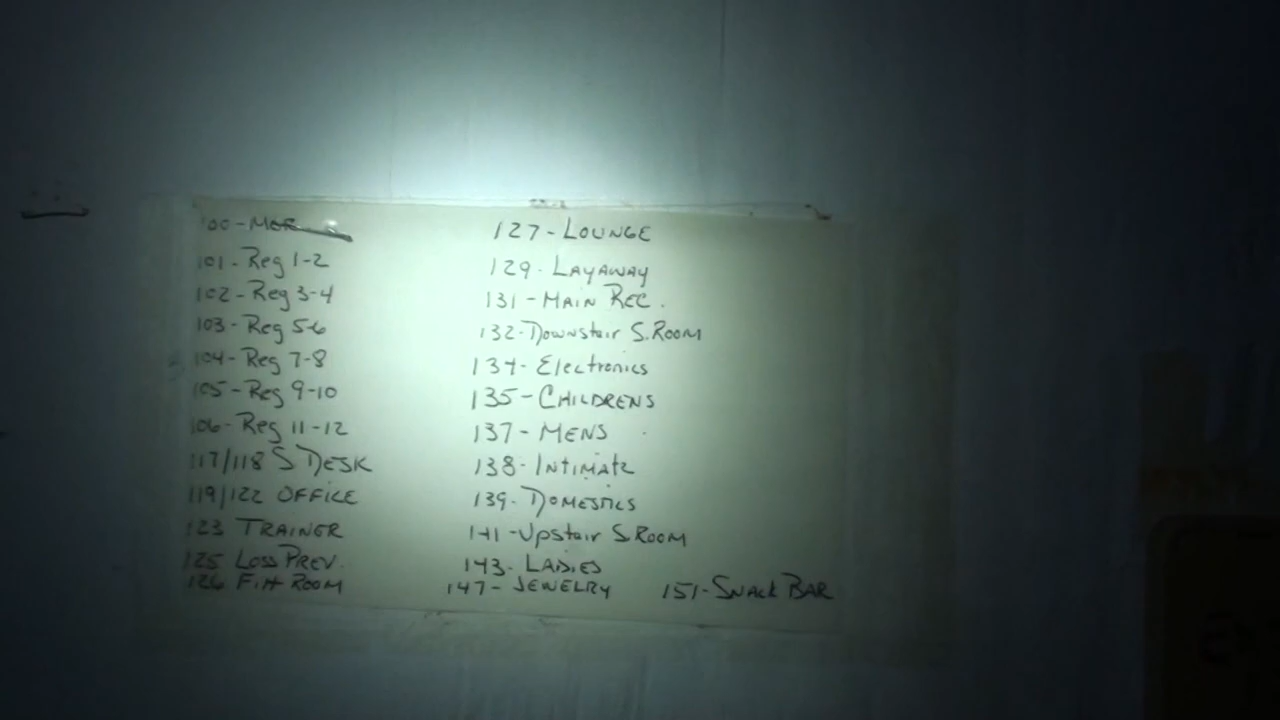 100-MGR
101-Reg 1-2
102-Reg 3-4
103-Reg 5-6
104-Reg 7-8
105-Reg 9-10
106-Reg 11-12
117/118 S DESK
119/122 OFFICE
123 TRAINER
125 LOSS PREV.
126 Fitt ROOM
127-LOUNGE
129-LAYAWAY
131-MAIN REC.
132-Downstair S.ROOM
134-Electronics
135-CHILDRENS
137-MENS
138-INTIMATE
139-DOMESTICS
141-Upstair S.ROOM
143-LADIES
147-JEWELRY
151-SNACK BAR